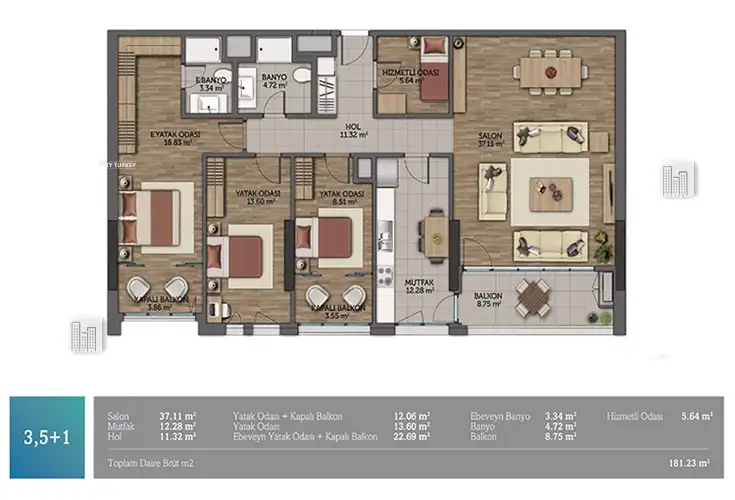 E.BANYO
3.34 m²
BANYO
4.72 m²
HİZMETLİ ODASI
5.64 m²
HOL
11.32 m²
SALON
37.11 m²
E.YATAK ODASI
18.83 m²
TY TURKEY
YATAK ODASI
13.60 m²
YATAK ODASI
8.51 m²
MUTFAK
12.28 m²
BALKON
8.75 m²
KAPALI BALKON
3.86 m²
KAPALI BALKON
3.55 m²
3,5+1
Salon 37.11 m² Yatak Odası + Kapalı Balkon 12.06 m² Ebeveyn Banyo 3.34 m² Hizmetli Odası 5.64 m²
Mutfak 12.28 m² Yatak Odası 13.60 m² Banyo 4.72 m²
Hol 11.32 m² Ebeveyn Yatak Odası + Kapalı Balkon 22.69 m² Balkon 8.75 m²
Toplam Daire Brüt m2 181.23 m²